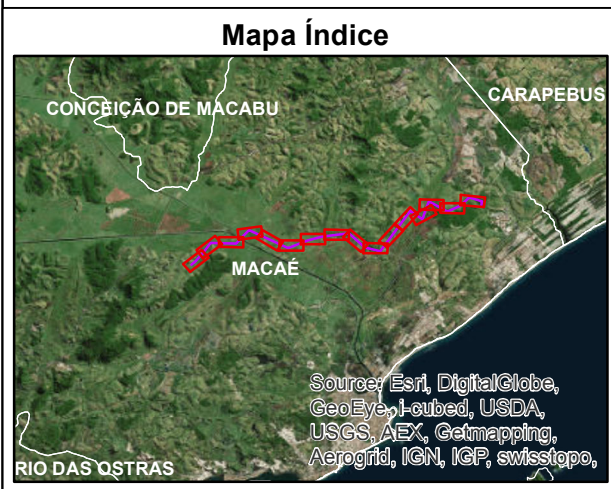 Mapa Índice
CONCEIÇÃO DE MACABU
CARAPEBUS
MACAÉ
Source: Esri, DigitalGlobe,
GeoEye, i-cubed, USDA,
USGS, AEX, Getmapping,
Aerogrid, IGN, IGP, swisstopo,
RIO DAS OSTRAS